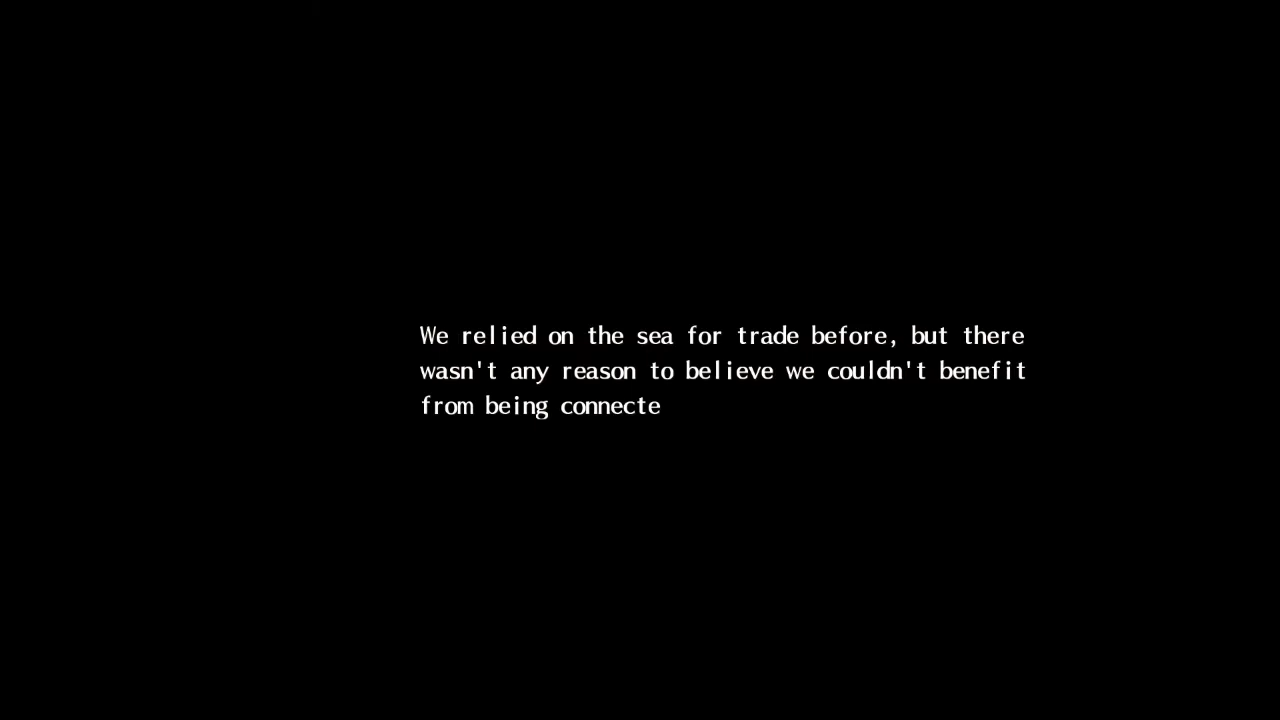 We relied on the sea for trade before, but there
wasn't any reason to believe we couldn't benefit
from being connecte